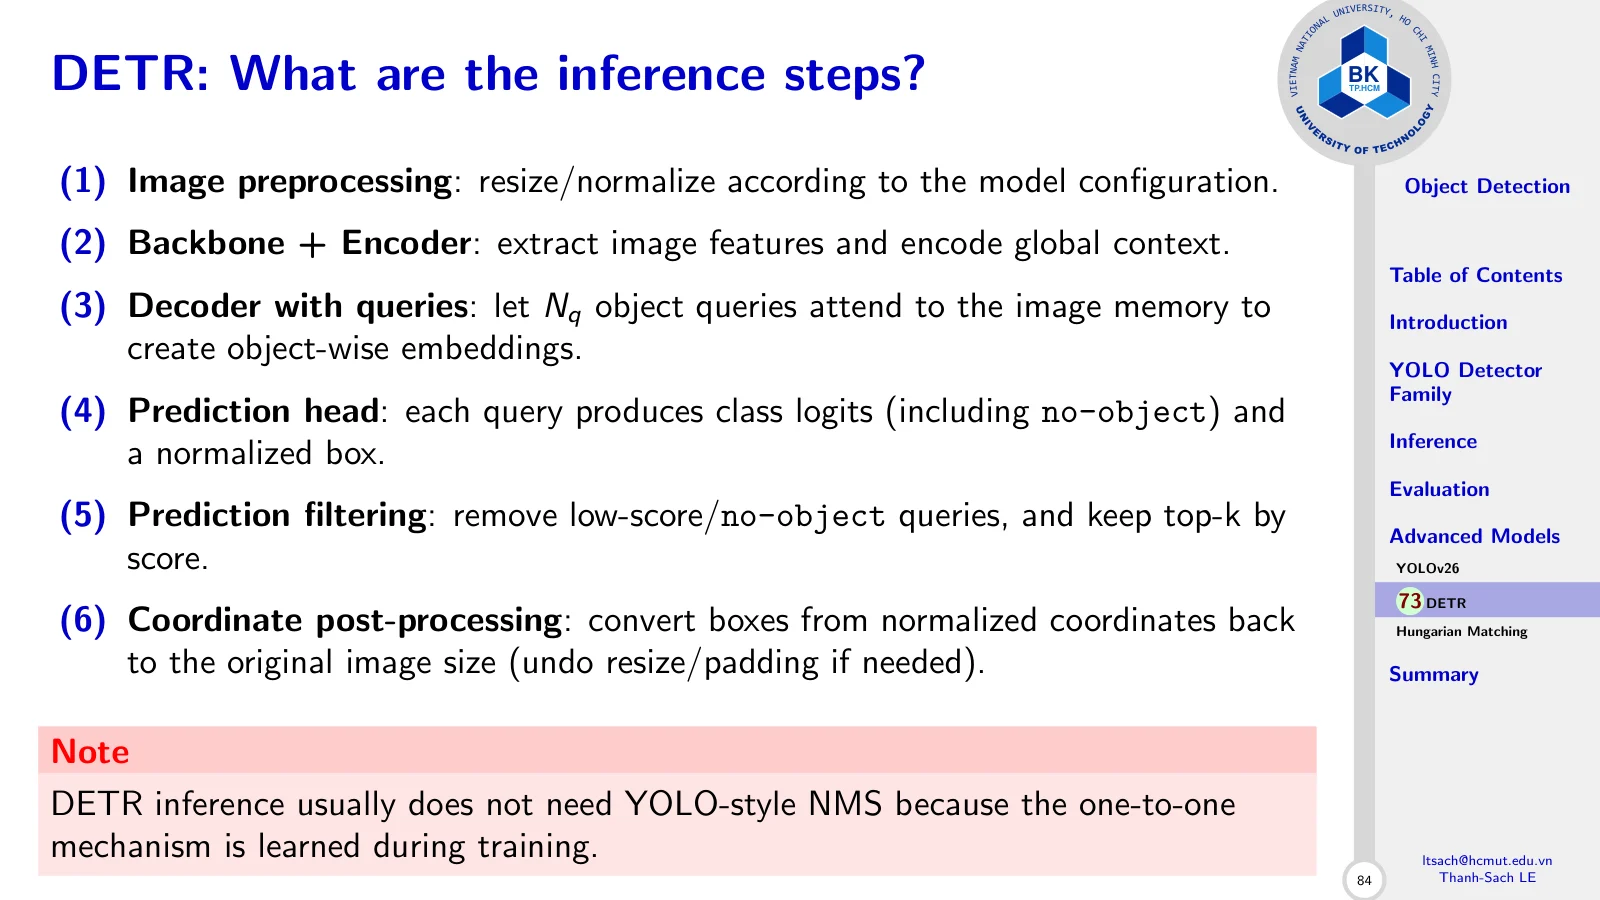 DETR: What are the inference steps?
(1) Image preprocessing: resize/normalize according to the model configuration.
(2) Backbone + Encoder: extract image features and encode global context.
(3) Decoder with queries: let Nq object queries attend to the image memory to
create object-wise embeddings.
(4) Prediction head: each query produces class logits (including no-object) and
a normalized box.
(5) Prediction filtering: remove low-score/no-object queries, and keep top-k by
score.
(6) Coordinate post-processing: convert boxes from normalized coordinates back
to the original image size (undo resize/padding if needed).
Note
DETR inference usually does not need YOLO-style NMS because the one-to-one
mechanism is learned during training.
VIETNAM NATIONAL UNIVERSITY, HO CHI MINH CITY
BK
TP.HCM
UNIVERSITY OF TECHNOLOGY
Object Detection
Table of Contents
Introduction
YOLO Detector
Family
Inference
Evaluation
Advanced Models
YOLOv26
73 DETR
Hungarian Matching
Summary
ltsach@hcmut.edu.vn
Thanh-Sach LE
84